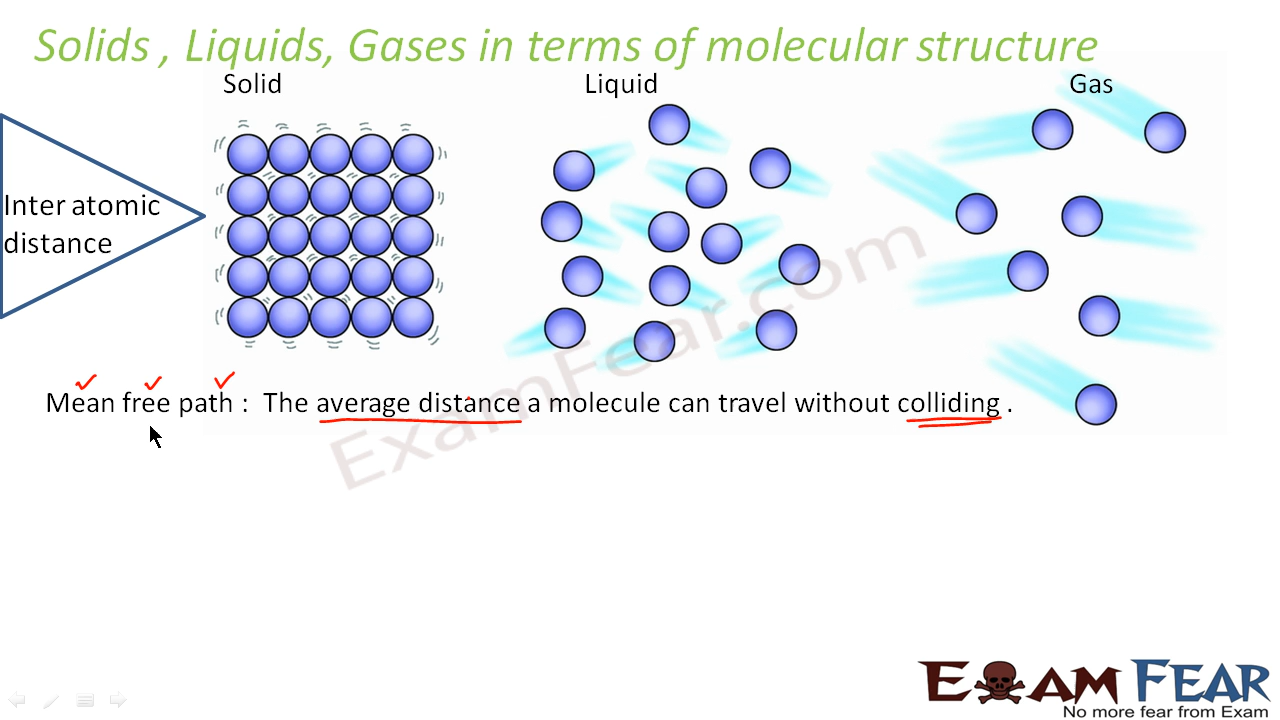 Solids , Liquids, Gases in terms of molecular structure
Solid
Liquid
Gas
Inter atomic
distance
Mean free path : The average distance a molecule can travel without colliding .
ExamFear.com
EXAM FEAR
No more fear from Exam